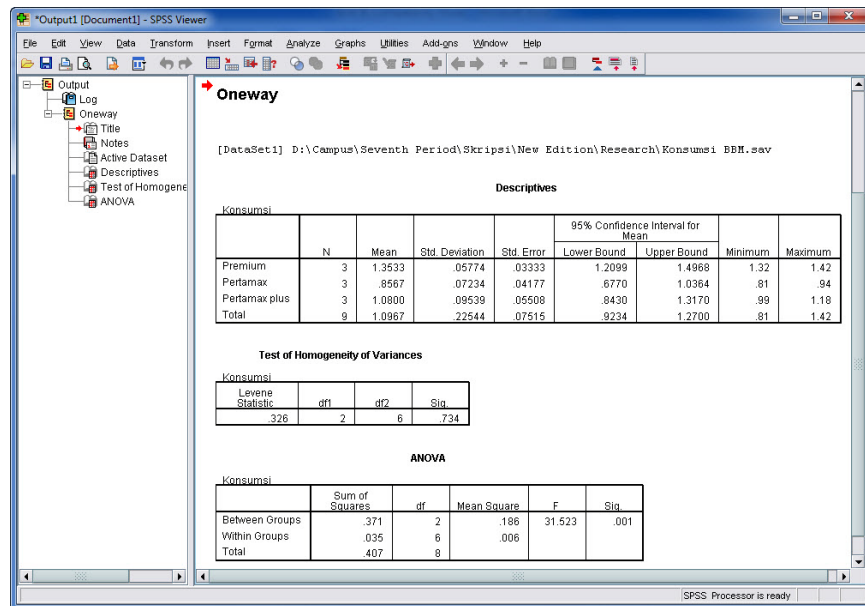 *Output1 [Document1] - SPSS Viewer
File Edit View Data Transform Insert Format Analyze Graphs Utilities Add-ons Window Help
Output
Log
Oneway
Title
Notes
Active Dataset
Descriptives
Test of Homogene
ANOVA
Oneway
[DataSet1] D:\Campus\Seventh Period\Skripsi\New Edition\Research\Konsumsi BBM.sav
Descriptives
Konsumsi
95% Confidence Interval for
Mean
N Mean Std. Deviation Std. Error Lower Bound Upper Bound Minimum Maximum
Premium 3 1.3533 .05774 .03333 1.2099 1.4968 1.32 1.42
Pertamax 3 .8567 .07234 .04177 .6770 1.0364 .81 .94
Pertamax plus 3 1.0800 .09539 .05508 .8430 1.3170 .99 1.18
Total 9 1.0967 .22544 .07515 .9234 1.2700 .81 1.42
Test of Homogeneity of Variances
Konsumsi
Levene
Statistic df1 df2 Sig.
.326 2 6 .734
ANOVA
Konsumsi
Sum of
Squares df Mean Square F Sig.
Between Groups .371 2 .186 31.523 .001
Within Groups .035 6 .006
Total .407 8
SPSS Processor is ready